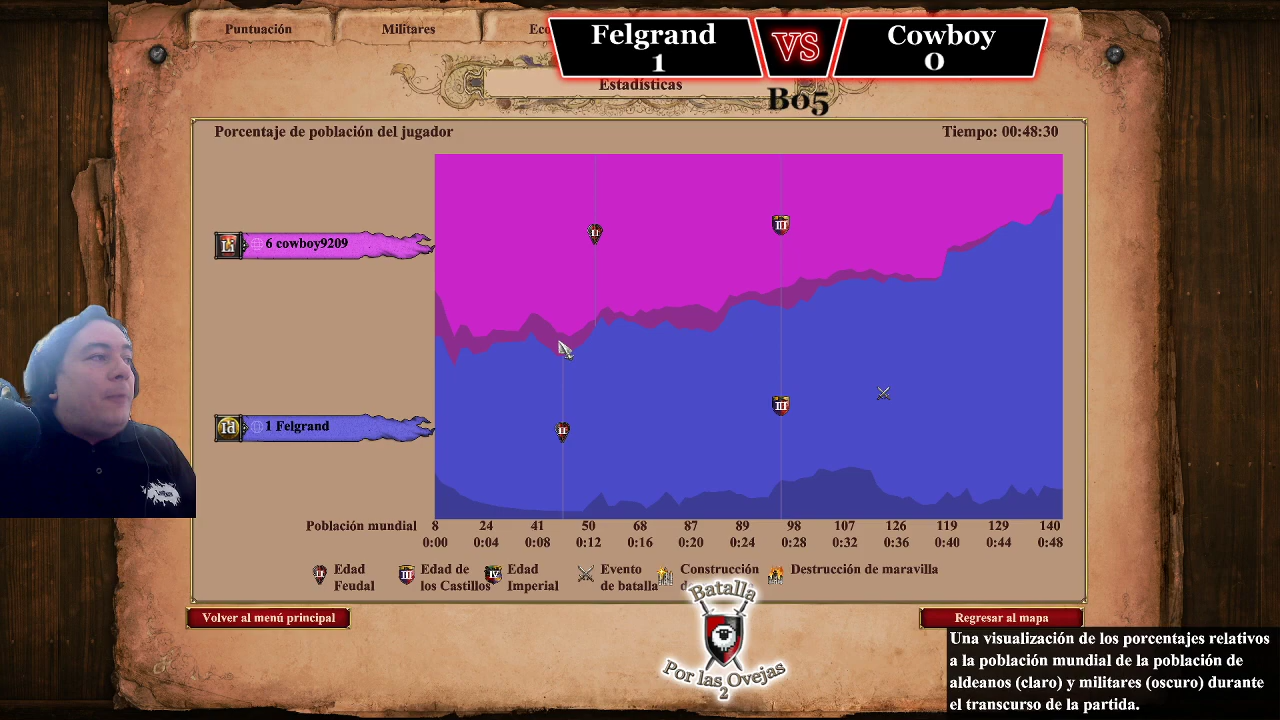 Puntuación
Militares
Eco
Felgrand
1
VS
Cowboy
0
Bo5
Estadísticas
Porcentaje de población del jugador
Tiempo: 00:48:30
6 cowboy9209
1 Felgrand
Población mundial 8 24 41 50 68 87 89 98 107 126 119 129 140
0:00 0:04 0:08 0:12 0:16 0:20 0:24 0:28 0:32 0:36 0:40 0:44 0:48
Edad Feudal
Edad de los Castillos
Edad Imperial
Evento de batalla
Construcción d
Destrucción de maravilla
Volver al menú principal
Regresar al mapa
Batalla
Por las Ovejas
2
Una visualización de los porcentajes relativos
a la población mundial de la población de
aldeanos (claro) y militares (oscuro) durante
el transcurso de la partida.